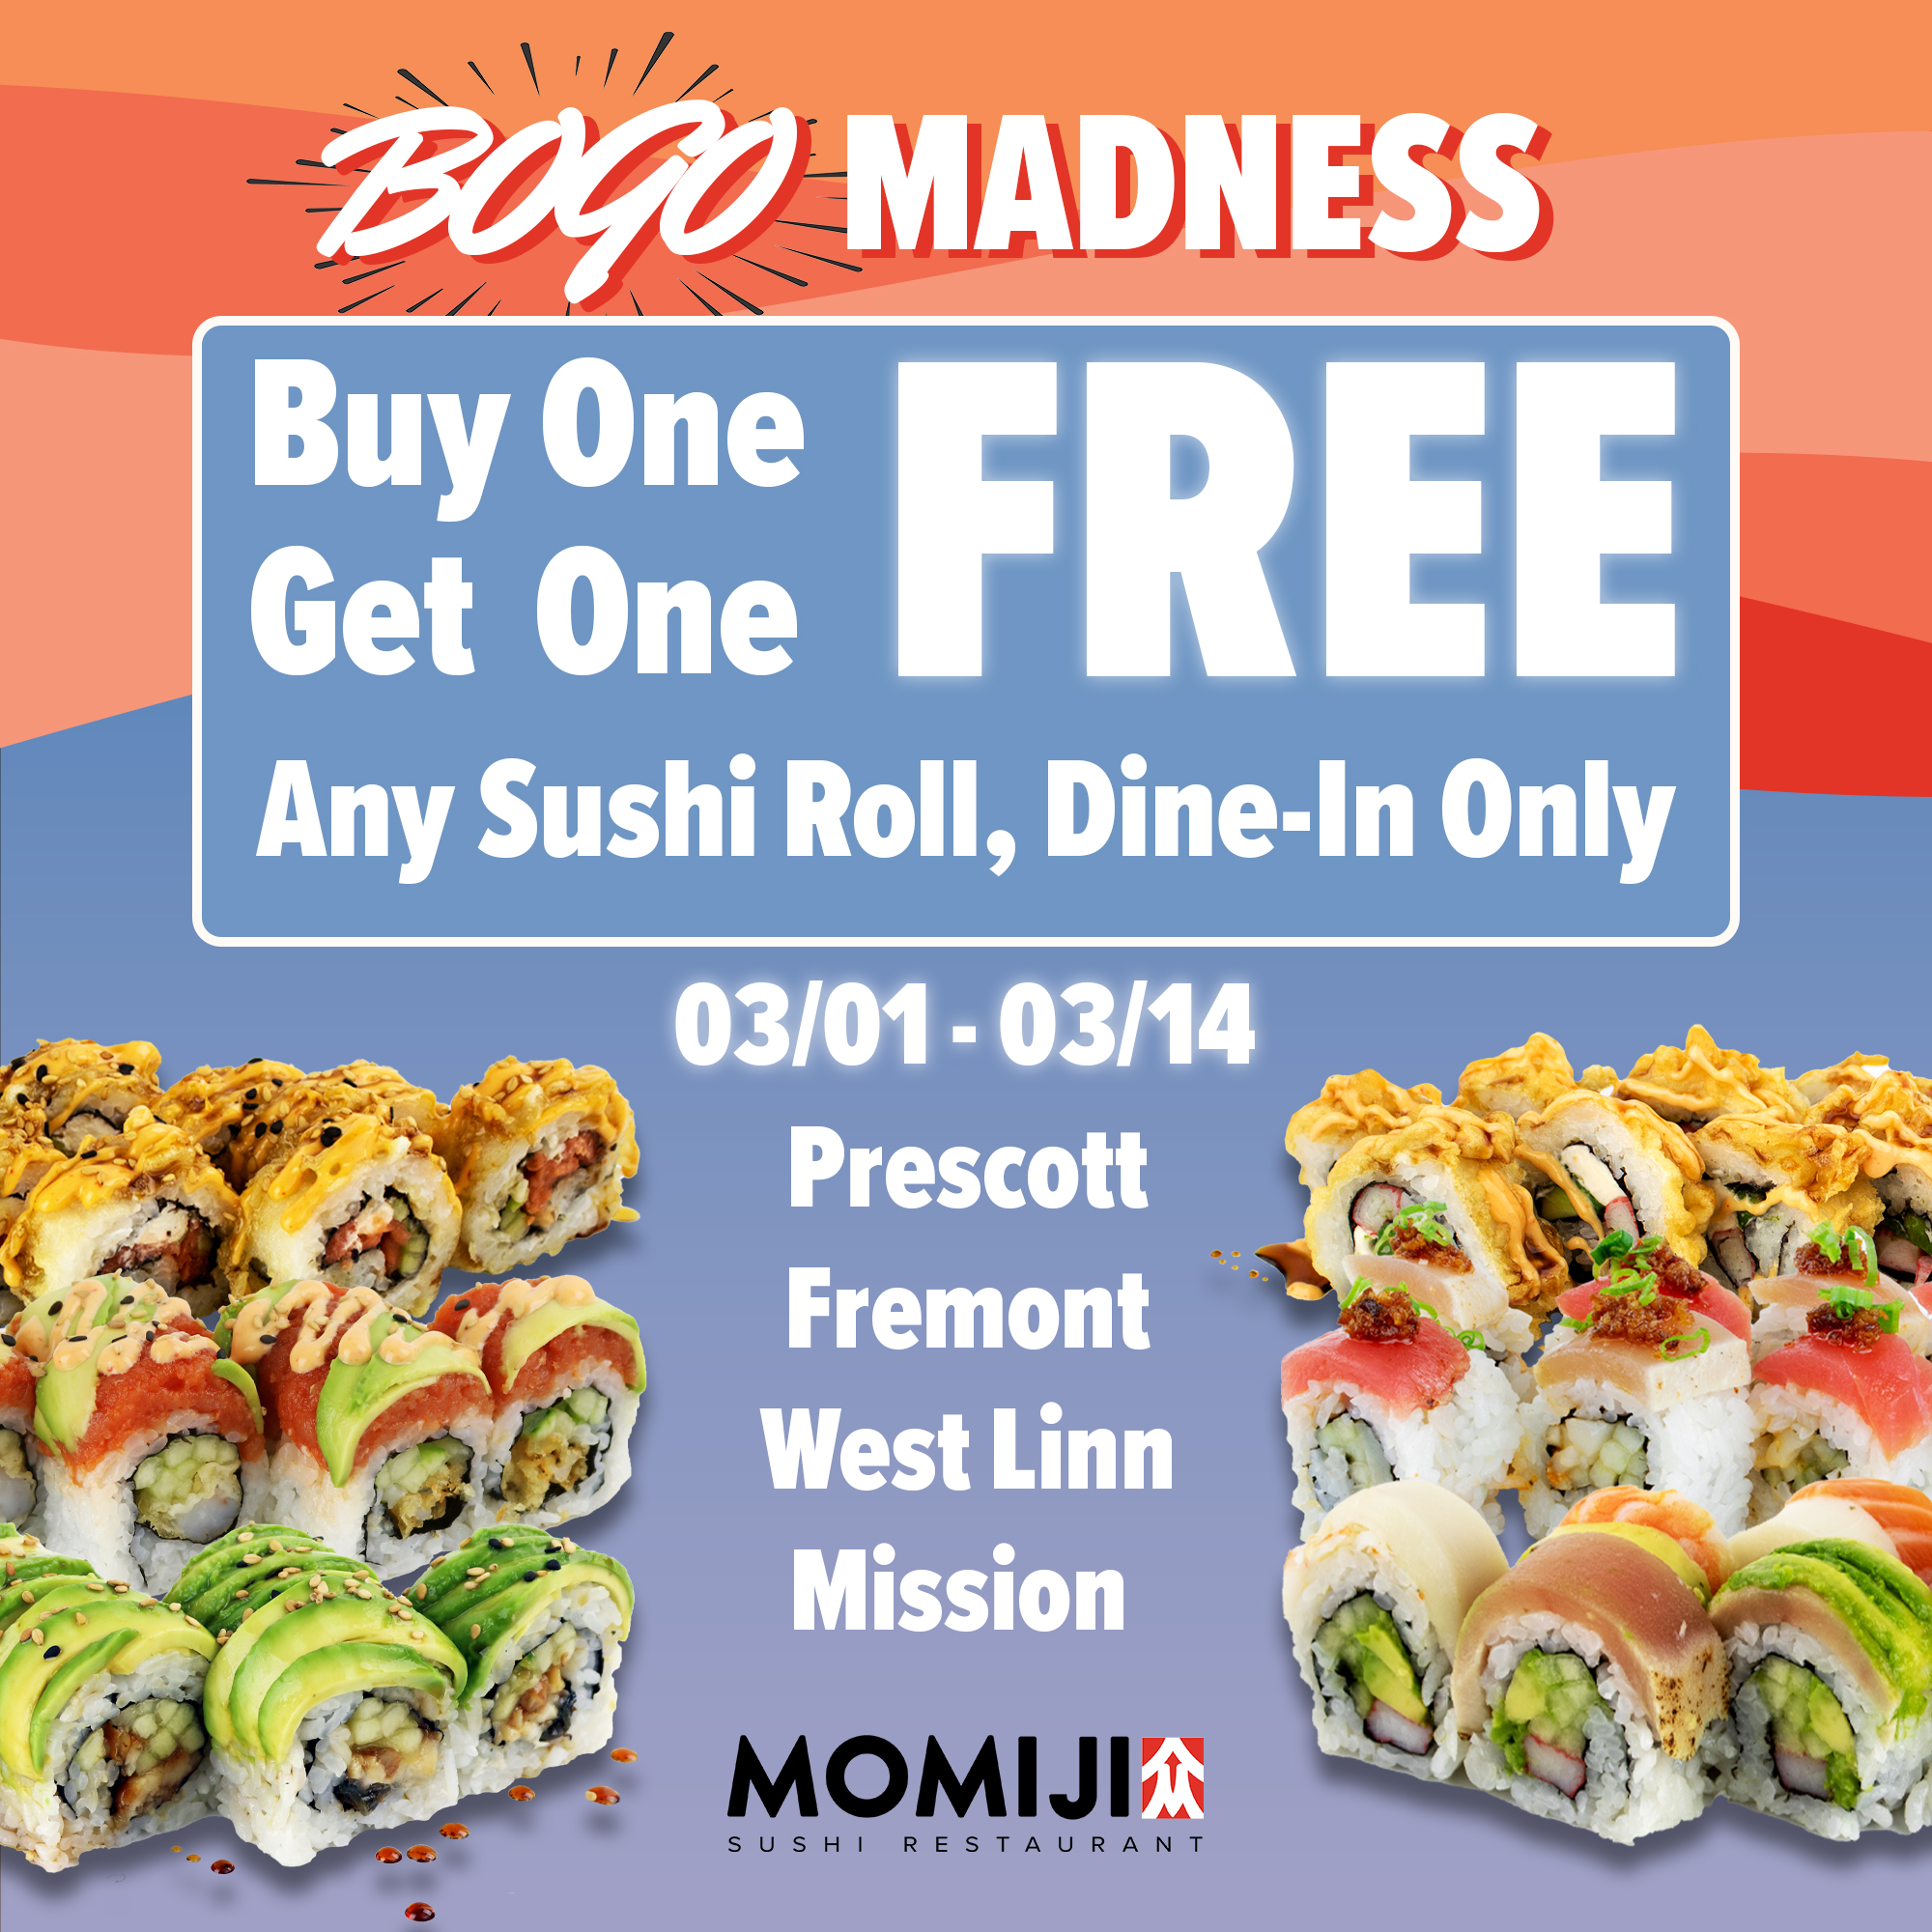 BOGO MADNESS
Buy One
Get One
FREE
Any Sushi Roll, Dine-In Only
03/01 - 03/14
Prescott
Fremont
West Linn
Mission
MOMIJI
SUSHI RESTAURANT